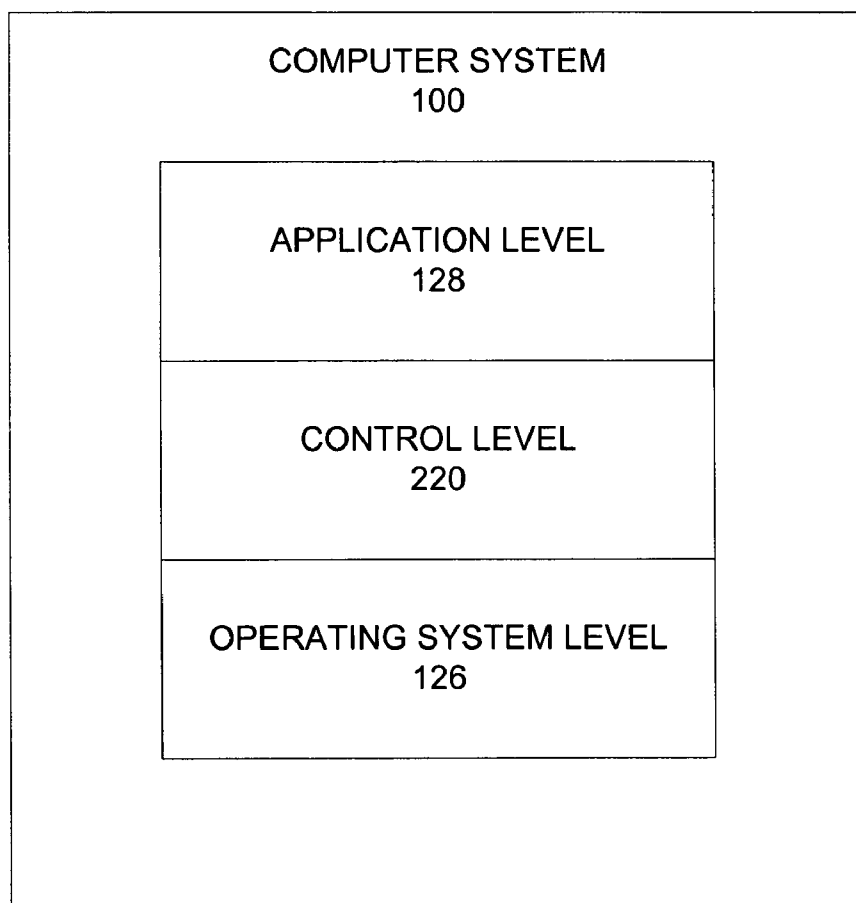 COMPUTER SYSTEM
100
APPLICATION LEVEL
128
CONTROL LEVEL
220
OPERATING SYSTEM LEVEL
126